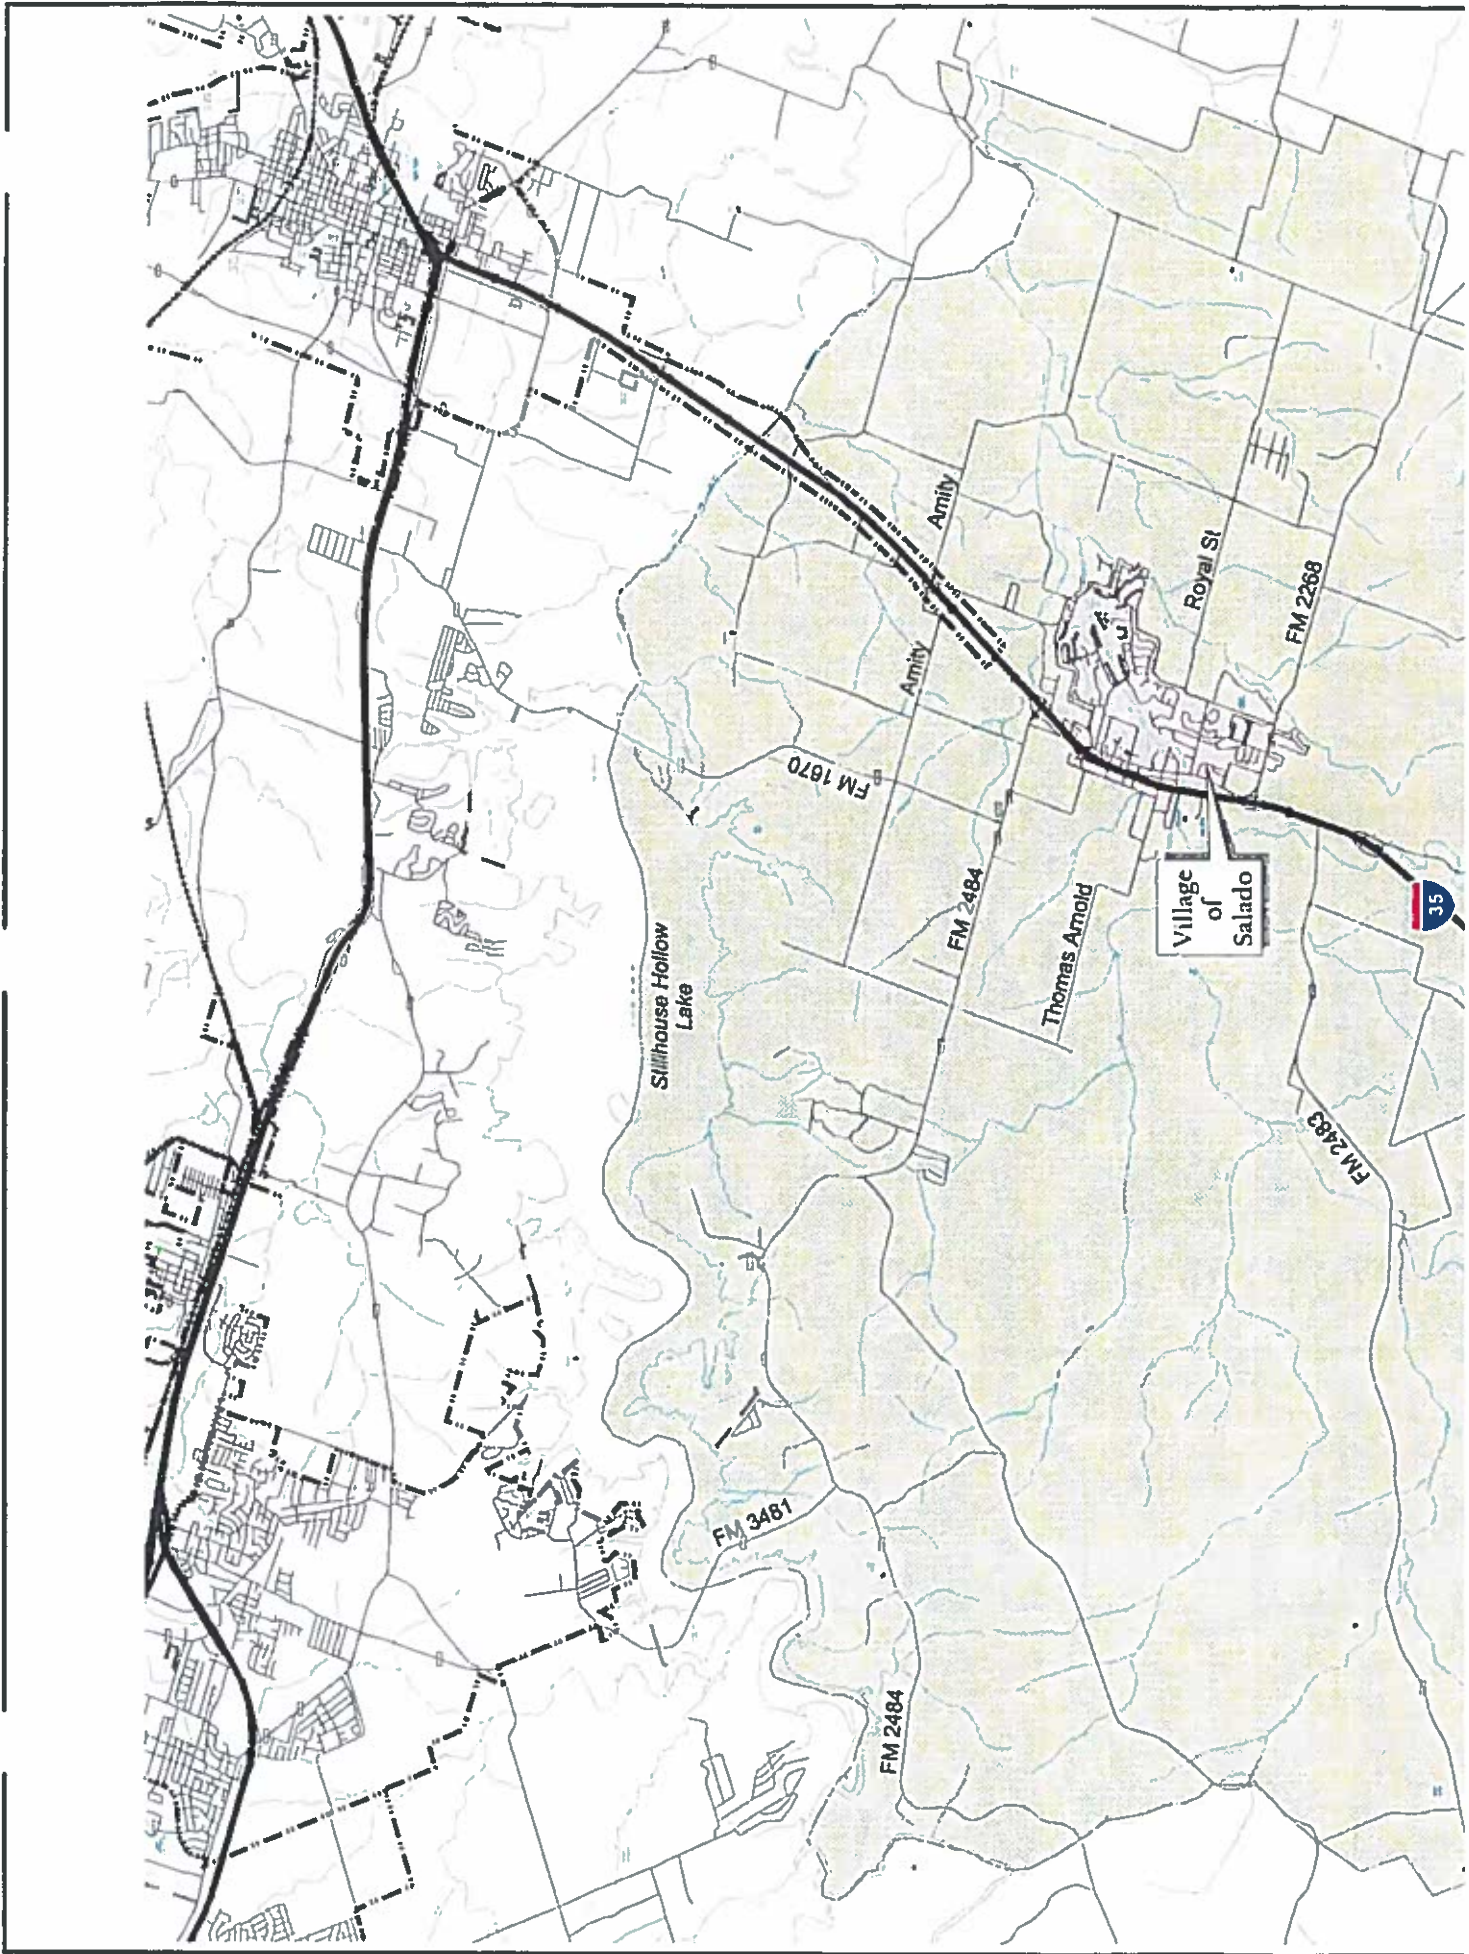 Stillhouse Hollow
Lake
FM 3481
FM 2484
FM 1670
Amity
Amity
FM 2484
Thomas Arnold
Royal St
FM 2268
Village
of
Salado
FM 2483
35